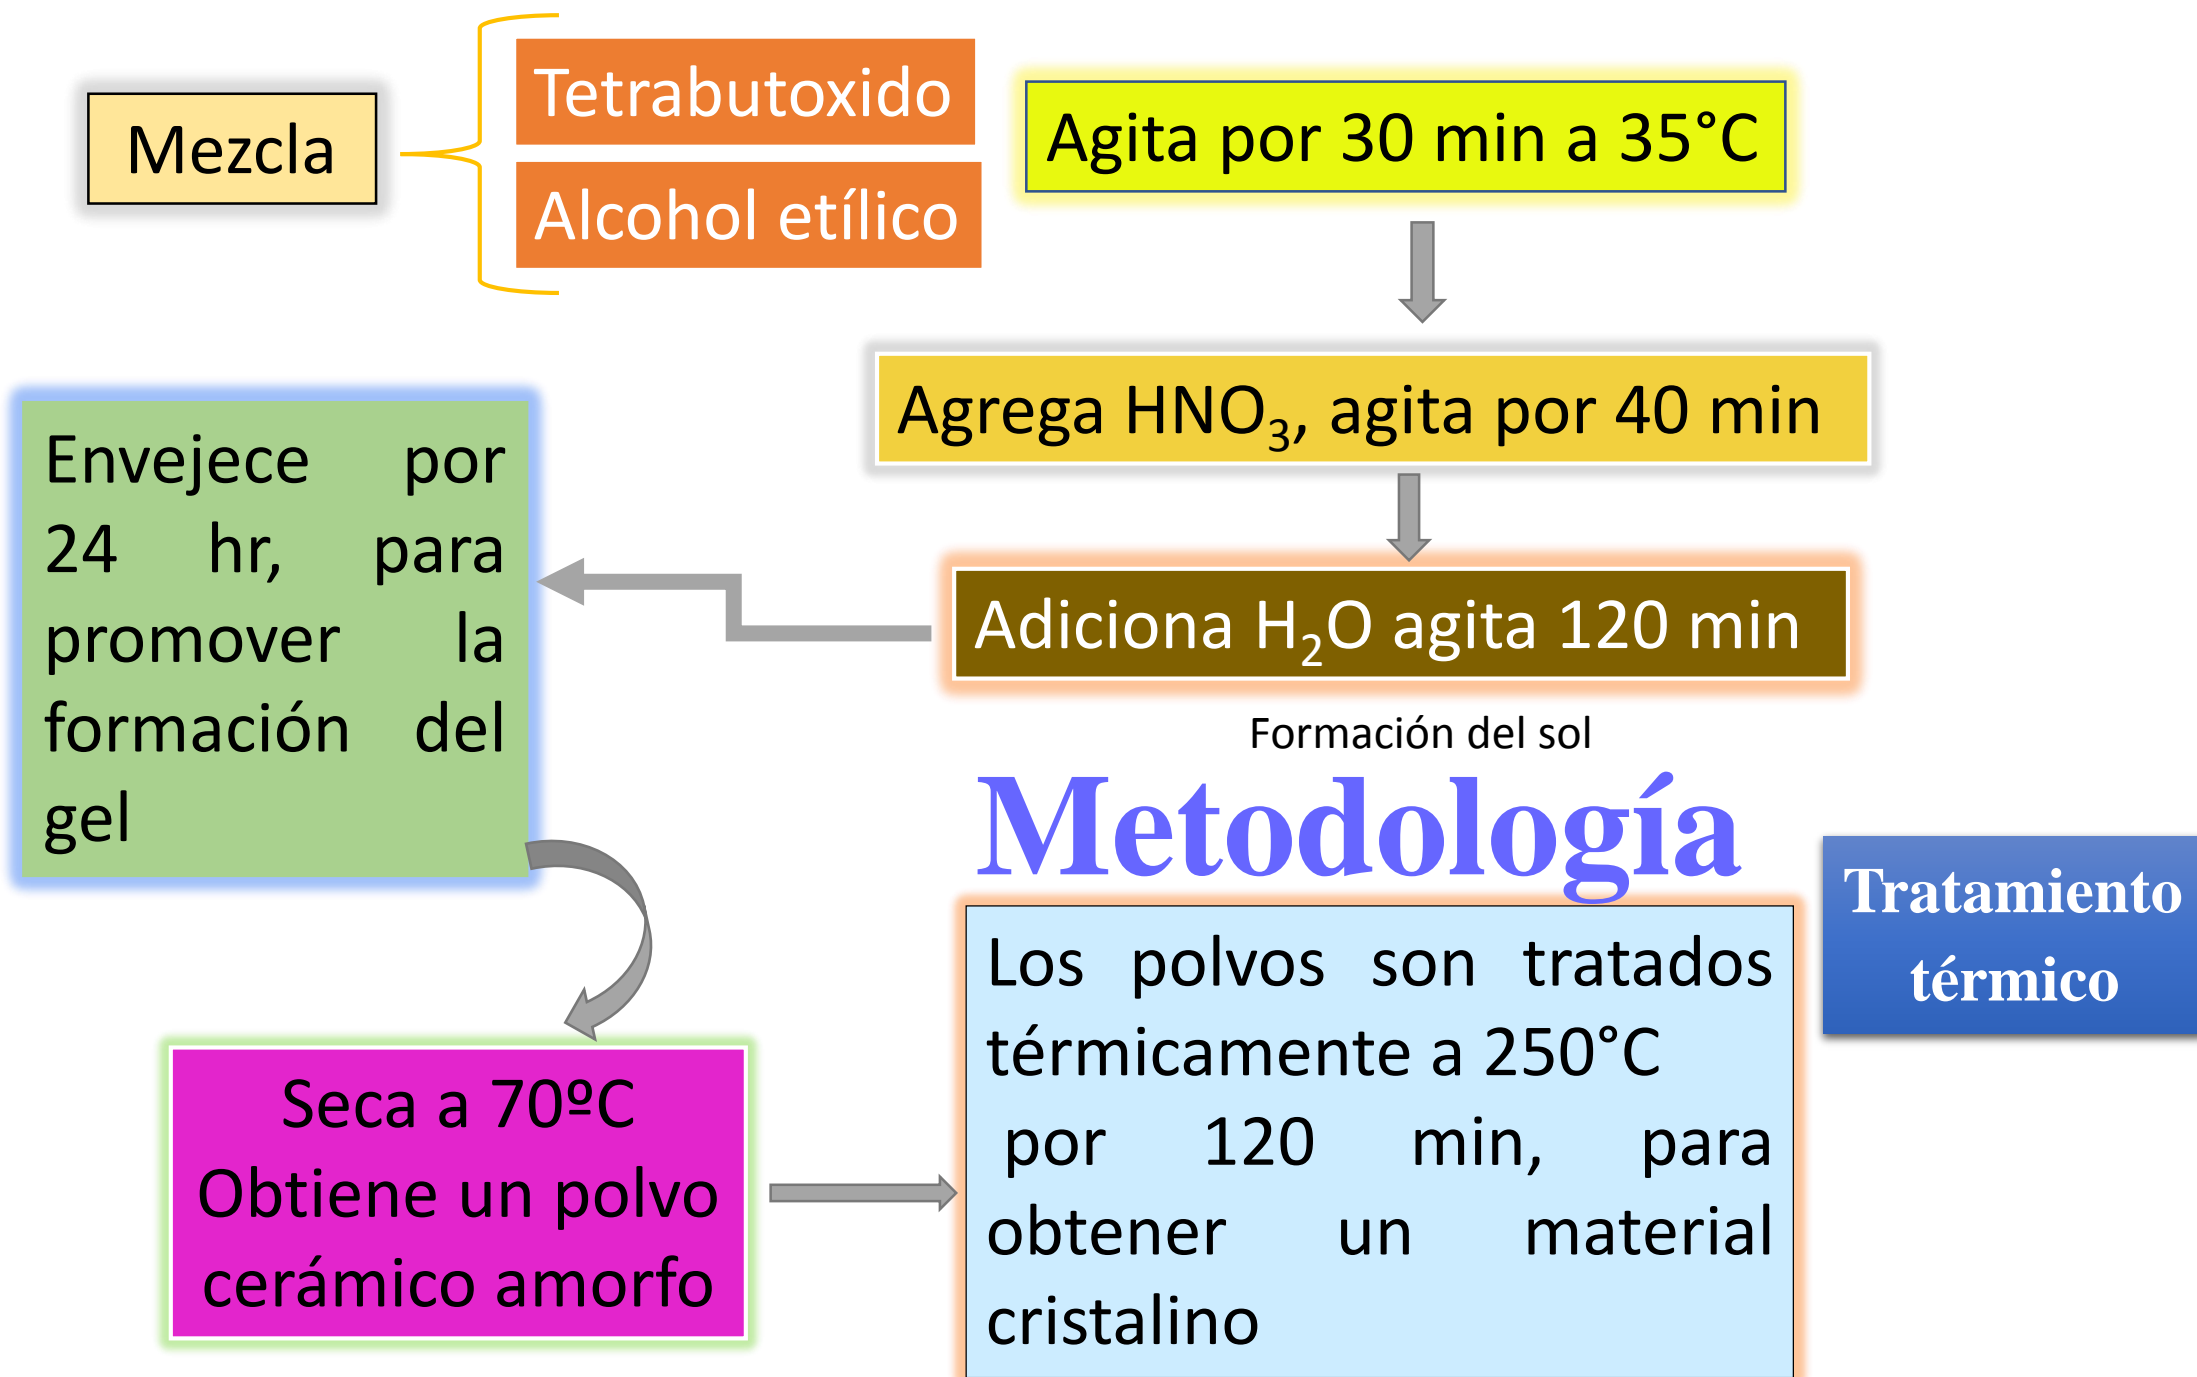 Mezcla
Tetrabutoxido
Alcohol etílico
Agita por 30 min a 35°C
Agrega HNO₃, agita por 40 min
Adiciona H₂O agita 120 min
Formación del sol
Envejece por
24 hr, para
promover la
formación del
gel
Metodología
Tratamiento
térmico
Seca a 70ºC
Obtiene un polvo
cerámico amorfo
Los polvos son tratados
térmicamente a 250°C
por 120 min, para
obtener un material
cristalino